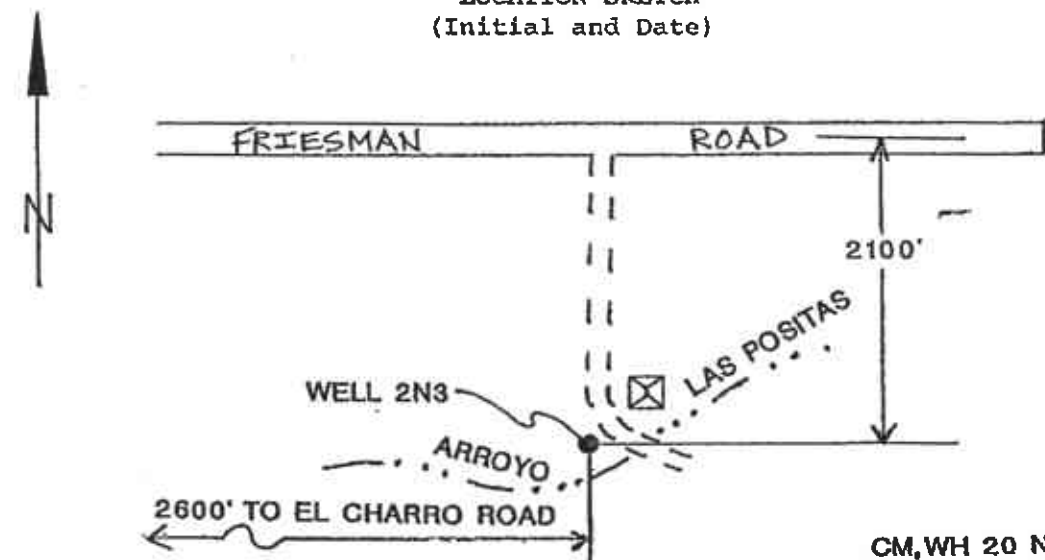 (Initial and Date)
FRIESMAN ROAD
N
2100'
LAS POSITAS
WELL 2N3
ARROYO
2600' TO EL CHARRO ROAD
CM, WH 20 N